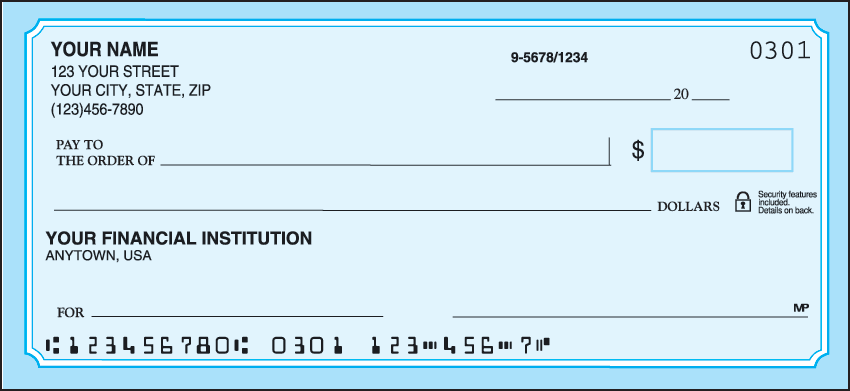 YOUR NAME
123 YOUR STREET
YOUR CITY, STATE, ZIP
(123)456-7890
9-5678/1234
0301
20
PAY TO
THE ORDER OF
$
DOLLARS
Security features
included.
Details on back.
YOUR FINANCIAL INSTITUTION
ANYTOWN, USA
FOR
MP
⑆123456780⑆ 0301 123⑉456⑉7⑈